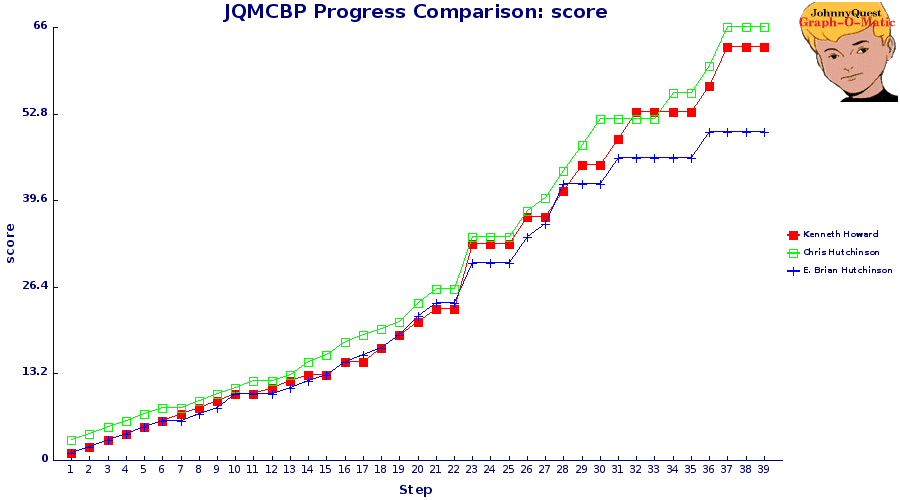 JQMCBP Progress Comparison: score
JohnnyQuest
Graph-O-Matic
66
52.8
39.6
26.4
13.2
0
score
1 2 3 4 5 6 7 8 9 10 11 12 13 14 15 16 17 18 19 20 21 22 23 24 25 26 27 28 29 30 31 32 33 34 35 36 37 38 39
Step
Kenneth Howard
Chris Hutchinson
E. Brian Hutchinson